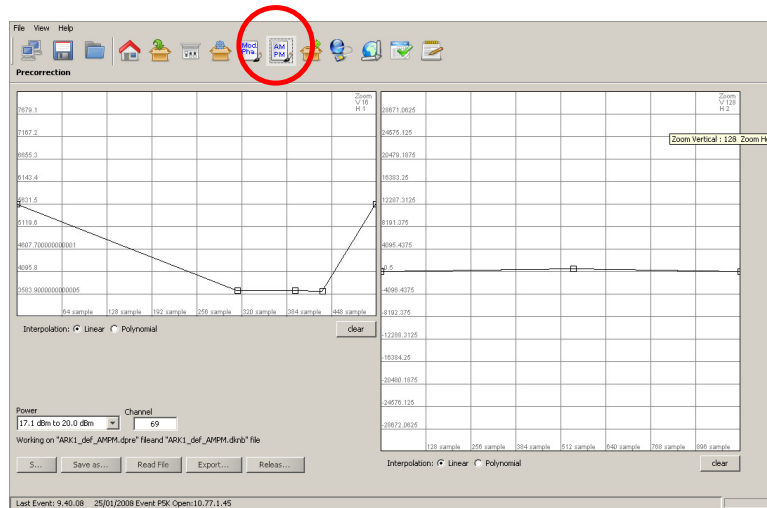 File View Help
Mod. Pha. AM PM
Precorrection
Zoom
V 16
H 1
7679.1
7167.2
6655.3
6143.4
5631.5
5119.6
4607.700000000001
4095.8
3583.9000000000005
64 sample 128 sample 192 sample 256 sample 320 sample 384 sample 448 sample
Interpolation: Linear Polynomial clear
Power
17.1 dBm to 20.0 dBm
Channel
69
Working on "ARK1_def_AMPM.dpre" fileand "ARK1_def_AMPM.dknb" file
S... Save as... Read File Export... Releas...
Zoom
V 128
H 2
Zoom Vertical : 128 Zoom H
28671.0625
24575.125
20479.1875
16383.25
12287.3125
8191.375
4095.4375
-0.5
-4096.4375
-8192.375
-12288.3125
-16384.25
-20480.1875
-24576.125
-28672.0625
128 sample 256 sample 384 sample 512 sample 640 sample 768 sample 896 sample
Interpolation: Linear Polynomial clear
Last Event: 9.40.08 25/01/2008 Event P5K Open:10.77.1.45